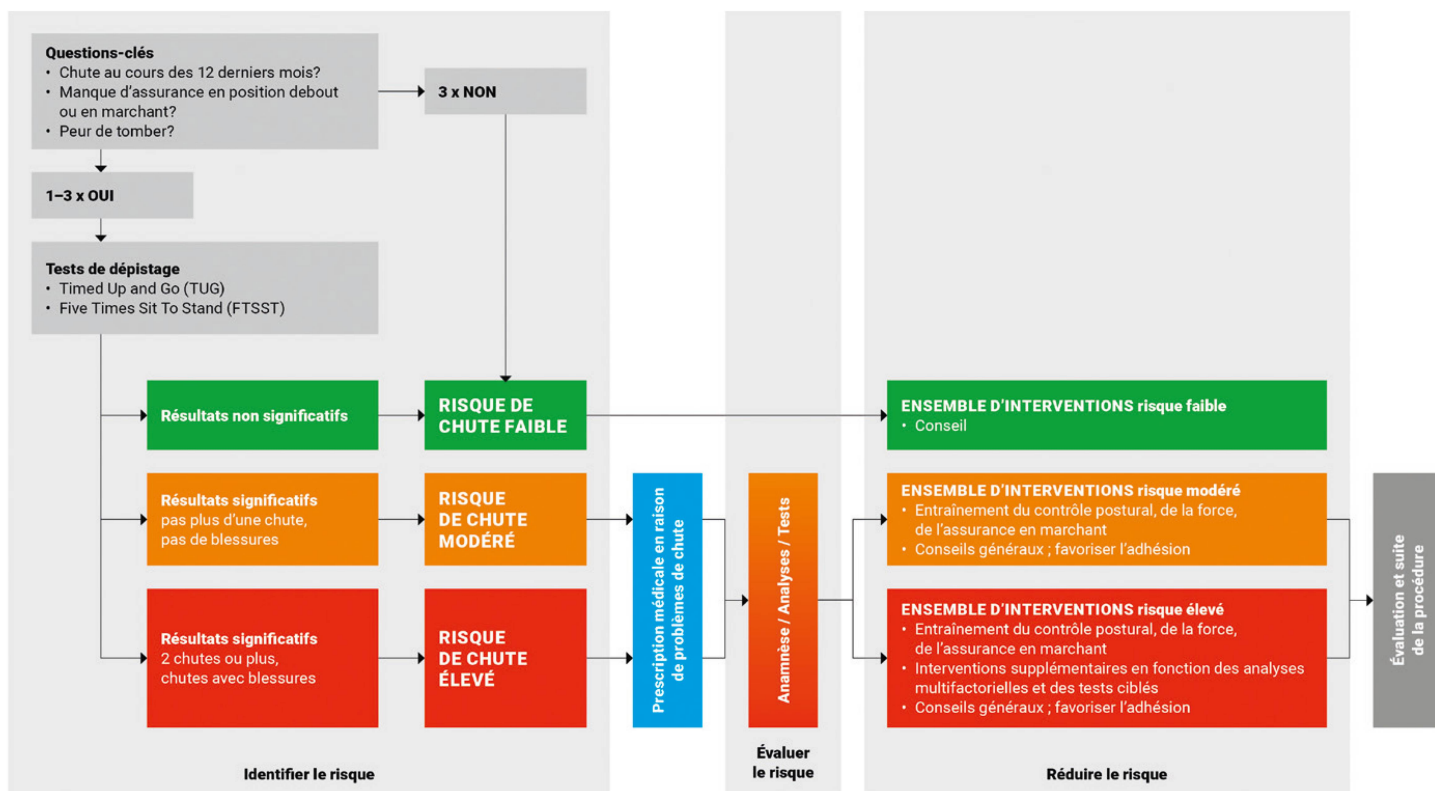 Questions-clés
• Chute au cours des 12 derniers mois?
• Manque d'assurance en position debout
ou en marchant?
• Peur de tomber?
3 x NON
1–3 x OUI
Tests de dépistage
• Timed Up and Go (TUG)
• Five Times Sit To Stand (FTSST)
Résultats non significatifs
RISQUE DE
CHUTE FAIBLE
ENSEMBLE D'INTERVENTIONS risque faible
• Conseil
Résultats significatifs
pas plus d'une chute,
pas de blessures
RISQUE
DE CHUTE
MODÉRÉ
Résultats significatifs
2 chutes ou plus,
chutes avec blessures
RISQUE
DE CHUTE
ÉLEVÉ
Prescription médicale en raison
de problèmes de chute
Anamnèse / Analyses / Tests
ENSEMBLE D'INTERVENTIONS risque modéré
• Entraînement du contrôle postural, de la force,
de l'assurance en marchant
• Conseils généraux ; favoriser l'adhésion
ENSEMBLE D'INTERVENTIONS risque élevé
• Entraînement du contrôle postural, de la force,
de l'assurance en marchant
• Interventions supplémentaires en fonction des analyses
multifactorielles et des tests ciblés
• Conseils généraux ; favoriser l'adhésion
Évaluation et suite
de la procédure
Identifier le risque
Évaluer
le risque
Réduire le risque